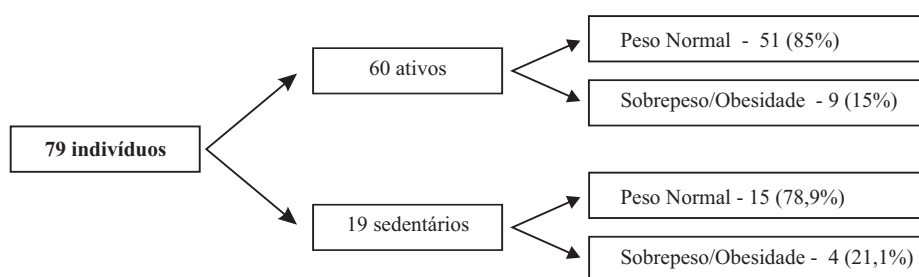 Peso Normal - 51 (85%)
60 ativos
Sobrepeso/Obesidade - 9 (15%)
79 indivíduos
Peso Normal - 15 (78,9%)
19 sedentários
Sobrepeso/Obesidade - 4 (21,1%)